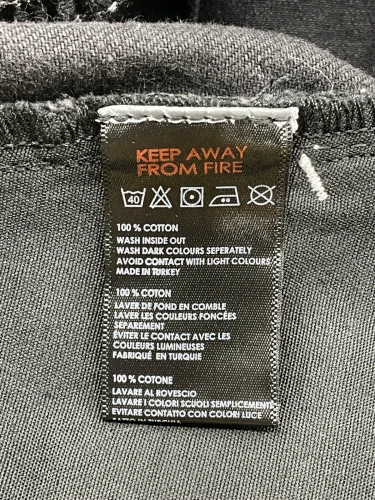 KEEP AWAY
FROM FIRE
40
100 % COTTON
WASH INSIDE OUT
WASH DARK COLOURS SEPERATELY
AVOID CONTACT WITH LIGHT COLOURS
MADE IN TURKEY
100 % COTON
LAVER DE FOND EN COMBLE
LAVER LES COULEURS FONCÉES
SEPAREMENT
ÉVITER LE CONTACT AVEC LES
COULEURS LUMINEUSES
FABRIQUÉ EN TURQUIE
100 % COTONE
LAVARE AL ROVESCIO
LAVARE I COLORI SCUOLI SEMPLICEMENTE
EVITARE CONTATTO CON COLORI LUCE